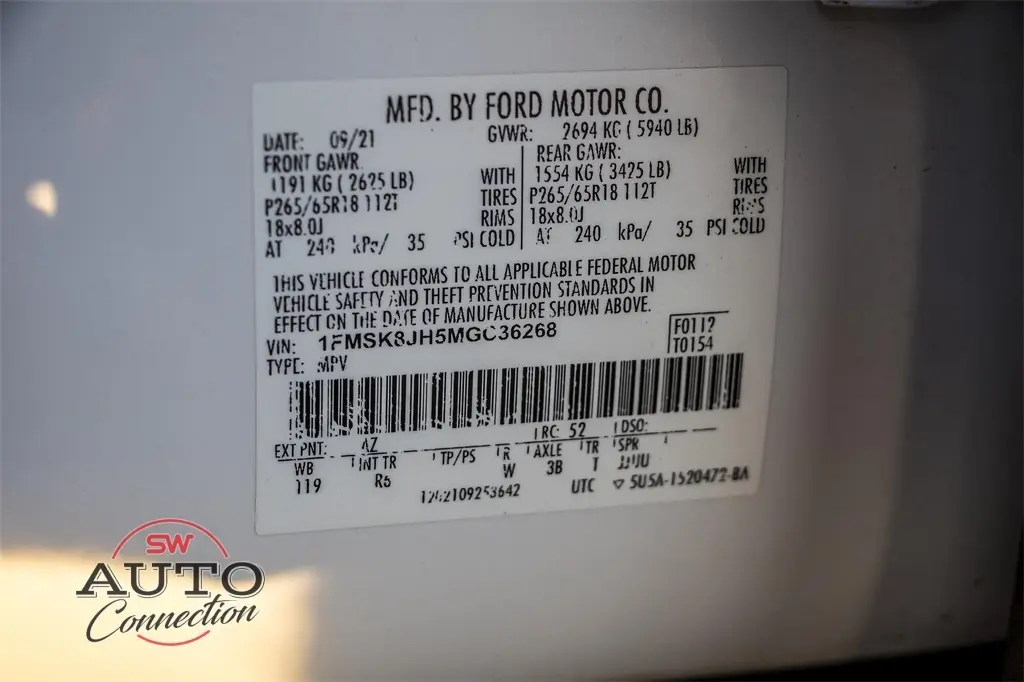 MFD. BY FORD MOTOR CO.
DATE: 09/21 GVWR: 2694 KG ( 5940 LB)
FRONT GAWR REAR GAWR:
1191 KG ( 2625 LB) WITH 1554 KG ( 3425 LB) WITH
P265/65R18 112T TIRES P265/65R18 112T TIRES
18x8.0J RIMS 18x8.0J RIMS
AT 240 kPa/ 35 PSI COLD AT 240 kPa/ 35 PSI COLD
THIS VEHICLE CONFORMS TO ALL APPLICABLE FEDERAL MOTOR
VEHICLE SAFETY AND THEFT PREVENTION STANDARDS IN
EFFECT ON THE DATE OF MANUFACTURE SHOWN ABOVE.
VIN: 1FMSK8JH5MGC36268 F0112
TYPE: MPV T0154
EXT PNT: AZ RC: 52 DSO:
WB INT TR TP/PS R AXLE TR SPR
119 R6 W 3B T
UTC
SW
AUTO
Connection